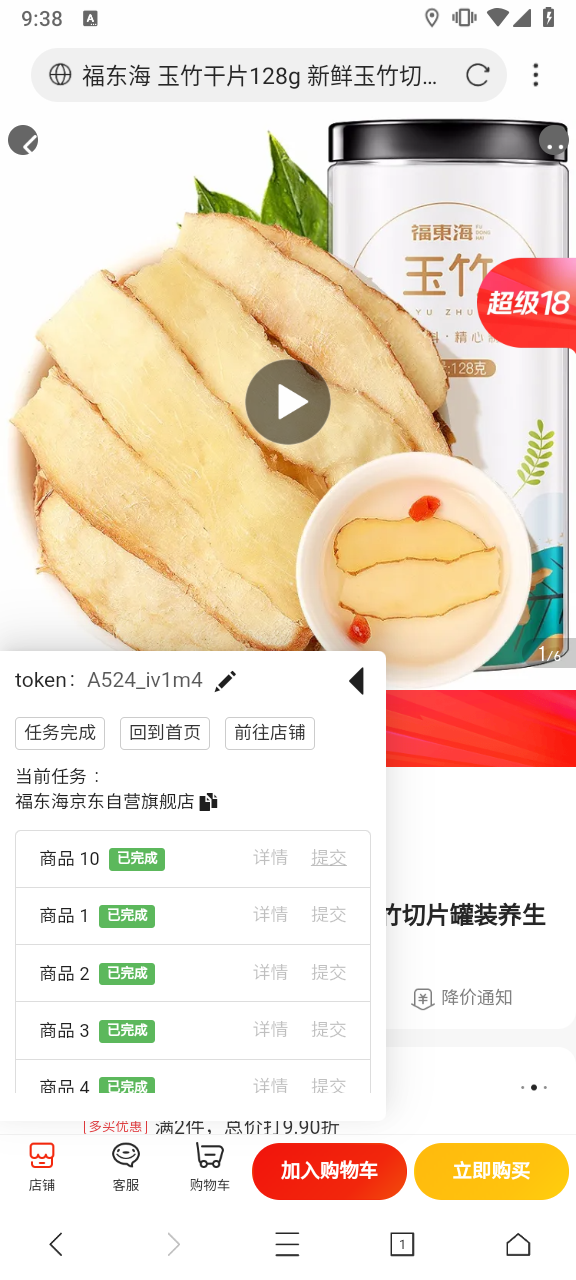 9:38
A
福东海 玉竹干片128g 新鲜玉竹切...
福東海
FU DONG HAI
玉竹
YU ZHU
超级18
:128克
1/6
token： A524_iv1m4
任务完成 回到首页 前往店铺
当前任务：
福东海京东自营旗舰店
商品 10 已完成 详情 提交
商品 1 已完成 详情 提交
竹切片罐装养生
商品 2 已完成 详情 提交
降价通知
商品 3 已完成 详情 提交
商品 4 已完成 详情 提交
多买优惠 满2件，总价打9.90折
店铺 客服 购物车 加入购物车 立即购买
1